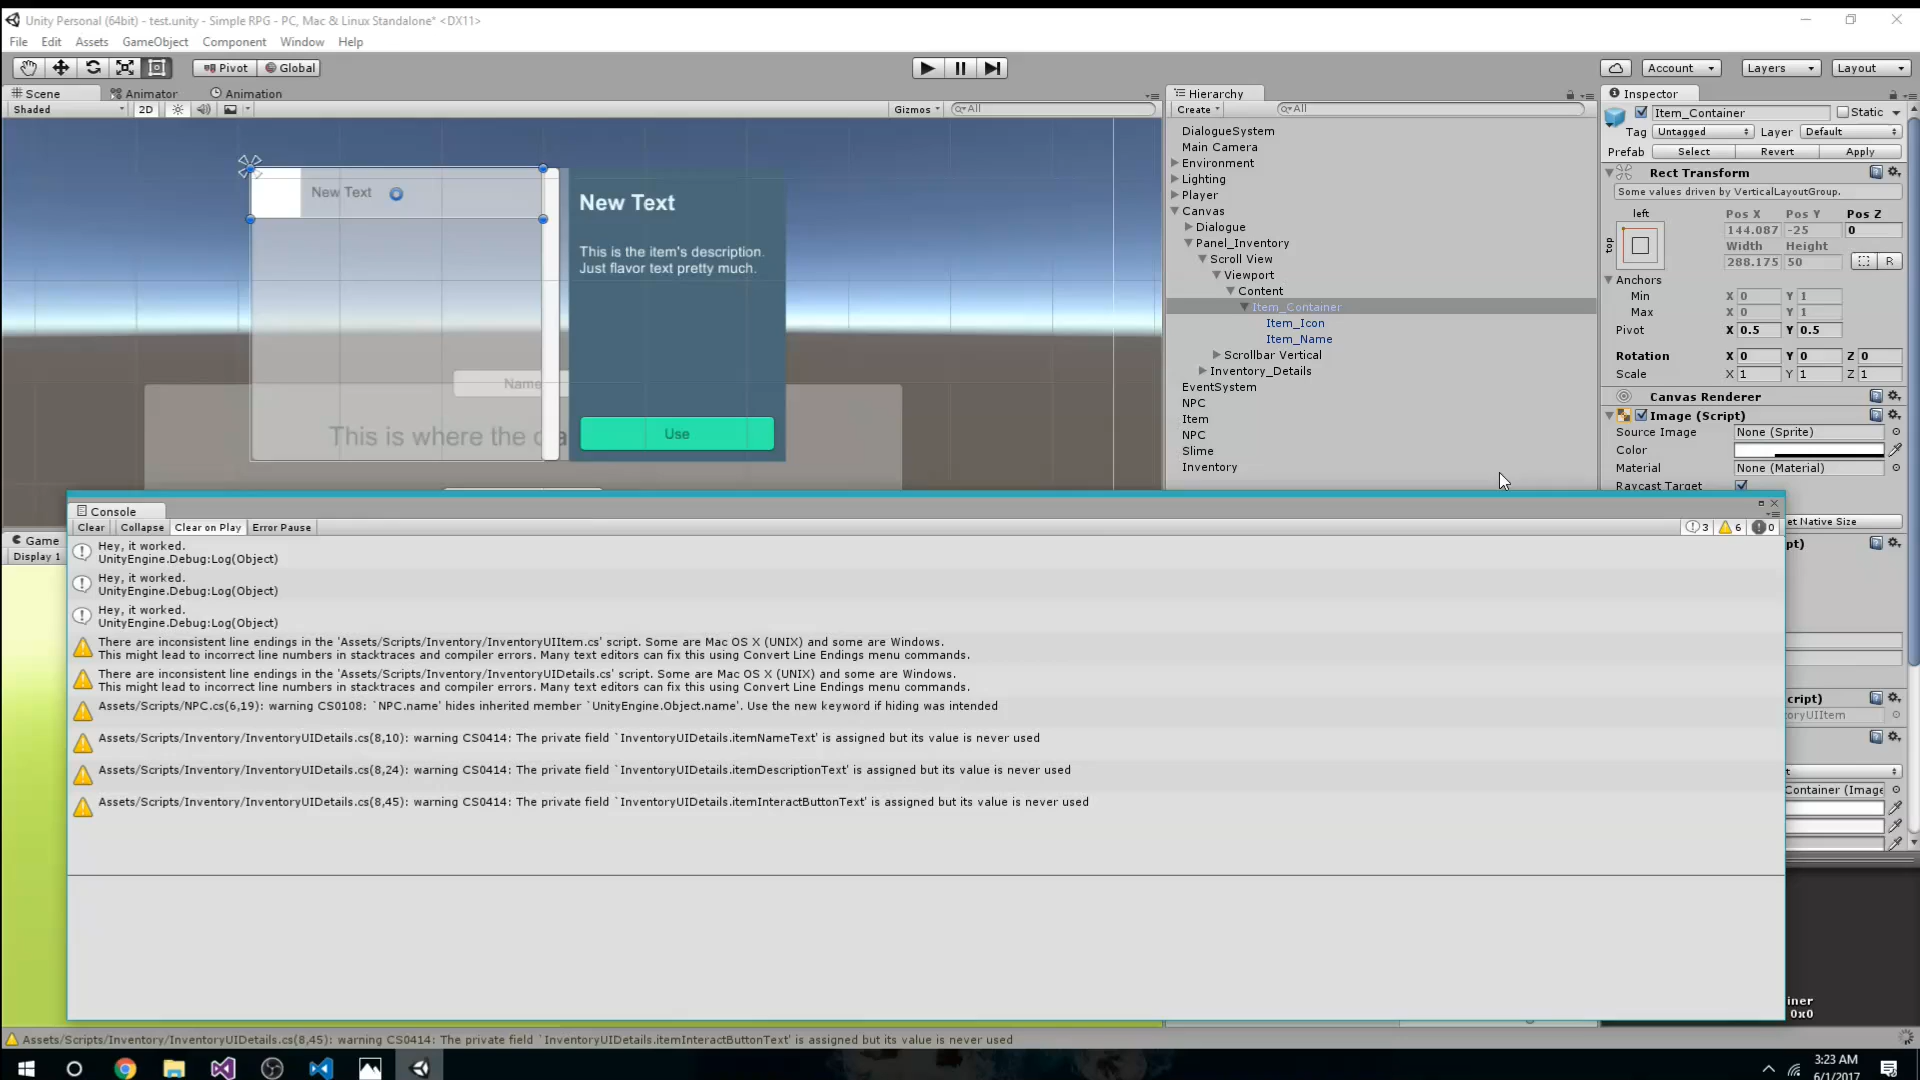 Unity Personal (64bit) - test.unity - Simple RPG - PC, Mac & Linux Standalone* <DX11>
File Edit Assets GameObject Component Window Help
Pivot Global Account Layers Layout
Scene Animator Animation
Shaded 2D Gizmos All
New Text
New Text
This is the item's description.
Just flavor text pretty much.
Name
This is where the
Use
Hierarchy
Create All
DialogueSystem
Main Camera
Environment
Lighting
Player
Canvas
Dialogue
Panel_Inventory
Scroll View
Viewport
Content
Item_Container
Item_Icon
Item_Name
Scrollbar Vertical
Inventory_Details
EventSystem
NPC
Item
NPC
Slime
Inventory
Inspector
Item_Container Static
Tag Untagged Layer Default
Prefab Select Revert Apply
Rect Transform
Some values driven by VerticalLayoutGroup.
left Pos X Pos Y Pos Z
top 144.087 -25 0
Width Height
288.175 50 R
Anchors
Min X 0 Y 1
Max X 0 Y 1
Pivot X 0.5 Y 0.5
Rotation X 0 Y 0 Z 0
Scale X 1 Y 1 Z 1
Canvas Renderer
Image (Script)
Source Image None (Sprite)
Color
Material None (Material)
Raycast Target
et Native Size
Game
Display 1
Console
Clear Collapse Clear on Play Error Pause 3 6 0
Hey, it worked.
UnityEngine.Debug:Log(Object)
Hey, it worked.
UnityEngine.Debug:Log(Object)
Hey, it worked.
UnityEngine.Debug:Log(Object)
There are inconsistent line endings in the 'Assets/Scripts/Inventory/InventoryUIItem.cs' script. Some are Mac OS X (UNIX) and some are Windows.
This might lead to incorrect line numbers in stacktraces and compiler errors. Many text editors can fix this using Convert Line Endings menu commands.
There are inconsistent line endings in the 'Assets/Scripts/Inventory/InventoryUIDetails.cs' script. Some are Mac OS X (UNIX) and some are Windows.
This might lead to incorrect line numbers in stacktraces and compiler errors. Many text editors can fix this using Convert Line Endings menu commands.
Assets/Scripts/NPC.cs(6,19): warning CS0108: `NPC.name' hides inherited member `UnityEngine.Object.name'. Use the new keyword if hiding was intended
Assets/Scripts/Inventory/InventoryUIDetails.cs(8,10): warning CS0414: The private field `InventoryUIDetails.itemNameText' is assigned but its value is never used
Assets/Scripts/Inventory/InventoryUIDetails.cs(8,24): warning CS0414: The private field `InventoryUIDetails.itemDescriptionText' is assigned but its value is never used
Assets/Scripts/Inventory/InventoryUIDetails.cs(8,45): warning CS0414: The private field `InventoryUIDetails.itemInteractButtonText' is assigned but its value is never used
pt)
cript)
oryUIItem
t
Container (Image
iner
0x0
Assets/Scripts/Inventory/InventoryUIDetails.cs(8,45): warning CS0414: The private field `InventoryUIDetails.itemInteractButtonText' is assigned but its value is never used
3:23 AM
6/1/2017